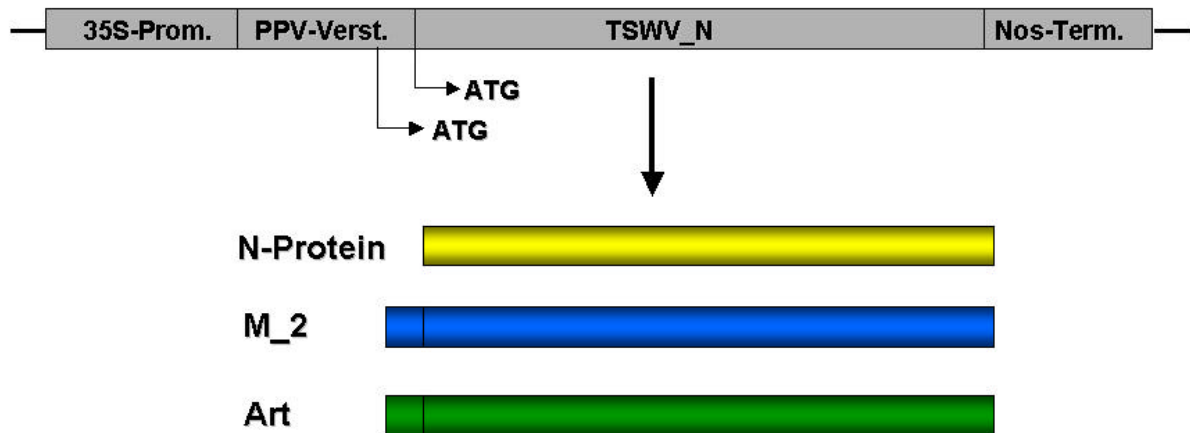 35S-Prom. PPV-Verst. TSWV_N Nos-Term.
ATG
ATG
N-Protein
M_2
Art